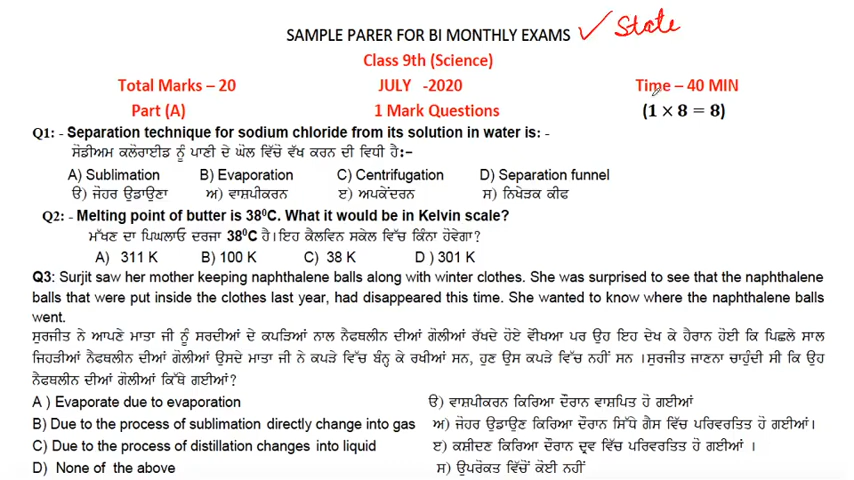 SAMPLE PARER FOR BI MONTHLY EXAMS ✓ State
Class 9th (Science)
Total Marks – 20 JULY -2020 Time – 40 MIN
Part (A) 1 Mark Questions (1 × 8 = 8)
Q1: - Separation technique for sodium chloride from its solution in water is: -
ਸੋਡੀਅਮ ਕਲੋਰਾਈਡ ਨੂੰ ਪਾਣੀ ਦੇ ਘੋਲ ਵਿੱਚੋਂ ਵੱਖ ਕਰਨ ਦੀ ਵਿਧੀ ਹੈ:-
A) Sublimation B) Evaporation C) Centrifugation D) Separation funnel
ੳ) ਜੋਹਰ ਉਡਾਉਣਾ ਅ) ਵਾਸ਼ਪੀਕਰਨ ੲ) ਅਪਕੇਂਦਰਨ ਸ) ਨਿਖੇੜਕ ਕੀਫ
Q2: - Melting point of butter is 38⁰C. What it would be in Kelvin scale?
ਮੱਖਣ ਦਾ ਪਿਘਲਾਓ ਦਰਜਾ 38⁰C ਹੈ।ਇਹ ਕੈਲਵਿਨ ਸਕੇਲ ਵਿੱਚ ਕਿੰਨਾ ਹੋਵੇਗਾ?
A) 311 K B) 100 K C) 38 K D ) 301 K
Q3: Surjit saw her mother keeping naphthalene balls along with winter clothes. She was surprised to see that the naphthalene
balls that were put inside the clothes last year, had disappeared this time. She wanted to know where the naphthalene balls
went.
ਸੁਰਜੀਤ ਨੇ ਆਪਣੇ ਮਾਤਾ ਜੀ ਨੂੰ ਸਰਦੀਆਂ ਦੇ ਕਪੜਿਆਂ ਨਾਲ ਨੈਫਥਲੀਨ ਦੀਆਂ ਗੋਲੀਆਂ ਰੱਖਦੇ ਹੋਏ ਵੇਖਿਆ ਪਰ ਉਹ ਇਹ ਦੇਖ ਕੇ ਹੈਰਾਨ ਹੋਈ ਕਿ ਪਿਛਲੇ ਸਾਲ
ਜਿਹੜੀਆਂ ਨੈਫਥਲੀਨ ਦੀਆਂ ਗੋਲੀਆਂ ਉਸਦੇ ਮਾਤਾ ਜੀ ਨੇ ਕਪੜੇ ਵਿੱਚ ਬੰਨ੍ਹ ਕੇ ਰਖੀਆਂ ਸਨ, ਹੁਣ ਉਸ ਕਪੜੇ ਵਿੱਚ ਨਹੀਂ ਸਨ ।ਸੁਰਜੀਤ ਜਾਣਨਾ ਚਾਹੁੰਦੀ ਸੀ ਕਿ ਉਹ
ਨੈਫਥਲੀਨ ਦੀਆਂ ਗੋਲੀਆਂ ਕਿੱਥੇ ਗਈਆਂ?
A ) Evaporate due to evaporation ੳ) ਵਾਸ਼ਪੀਕਰਨ ਕਿਰਿਆ ਦੌਰਾਨ ਵਾਸ਼ਪਿਤ ਹੋ ਗਈਆਂ
B) Due to the process of sublimation directly change into gas ਅ) ਜੋਹਰ ਉਡਾਉਣ ਕਿਰਿਆ ਦੌਰਾਨ ਸਿੱਧੇ ਗੈਸ ਵਿੱਚ ਪਰਿਵਰਤਿਤ ਹੋ ਗਈਆਂ।
C) Due to the process of distillation changes into liquid ੲ) ਕਸ਼ੀਦਣ ਕਿਰਿਆ ਦੌਰਾਨ ਦ੍ਰਵ ਵਿੱਚ ਪਰਿਵਰਤਿਤ ਹੋ ਗਈਆਂ ।
D) None of the above ਸ) ਉਪਰੋਕਤ ਵਿੱਚੋਂ ਕੋਈ ਨਹੀਂ